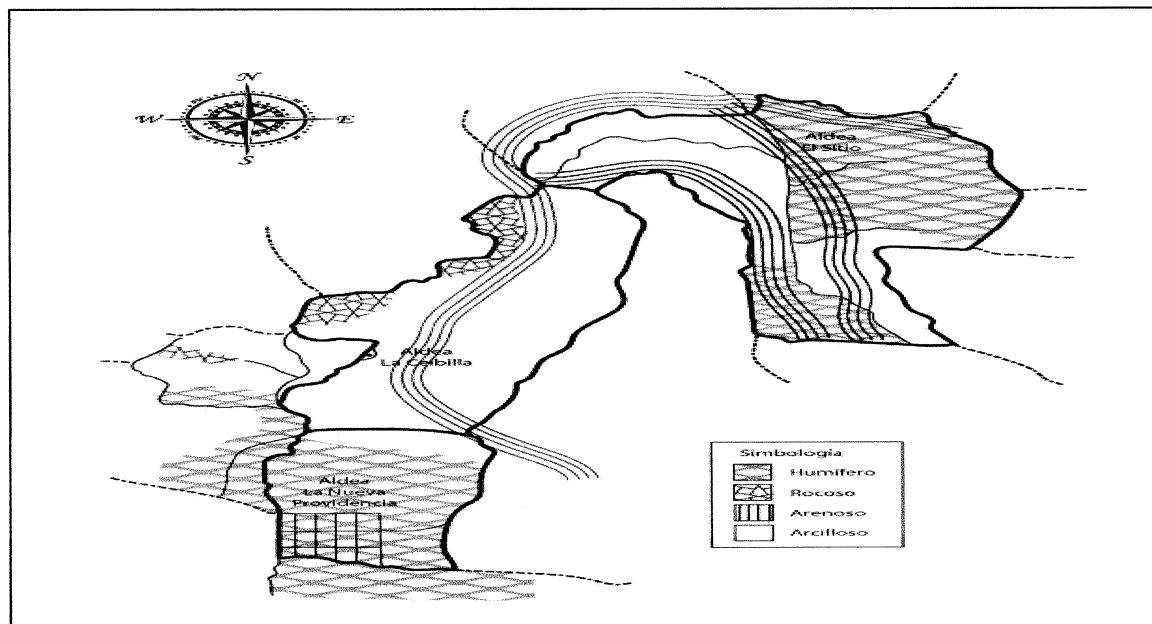 N
W E
S
Aldea
El Sitio
Aldea
La Ceibilla
Aldea
La Nueva
Providencia
Simbología
Humífero
Rocoso
Arenoso
Arcilloso